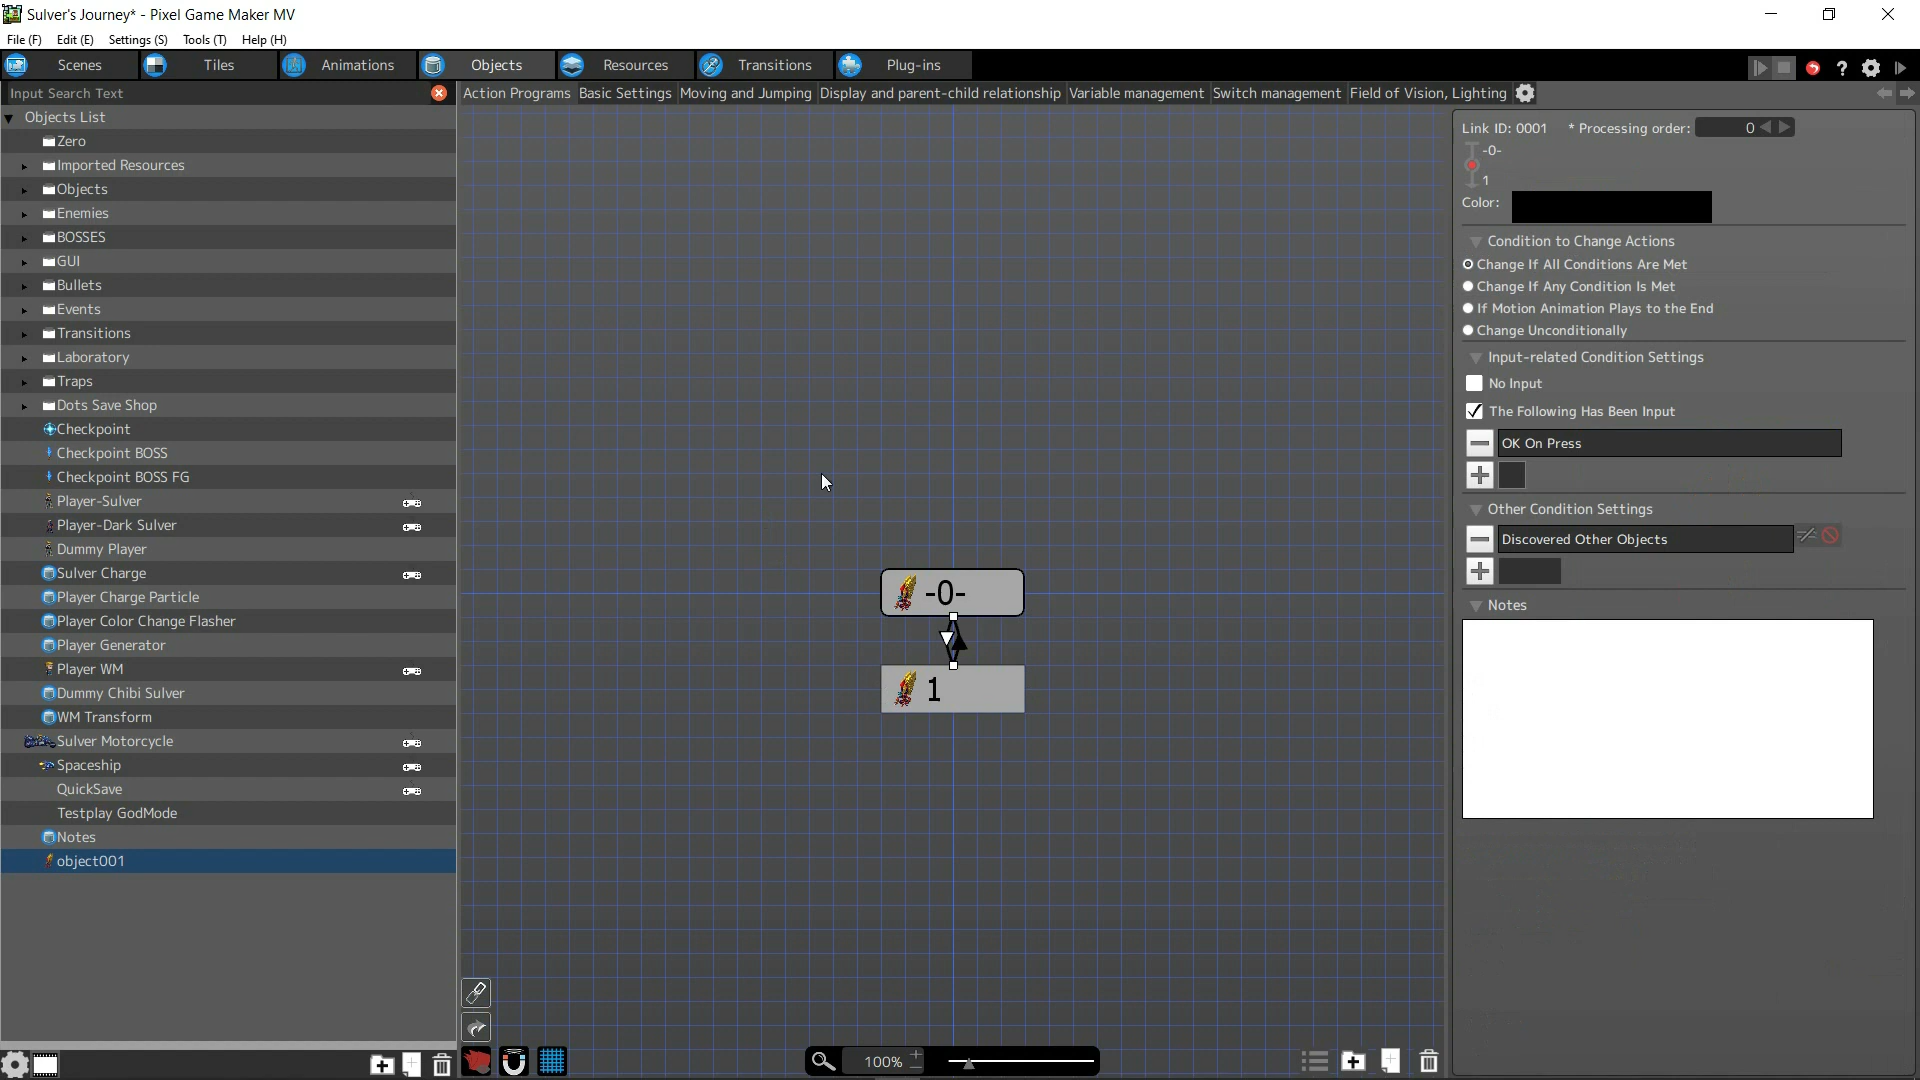 Sulver's Journey* - Pixel Game Maker MV
File (F) Edit (E) Settings (S) Tools (T) Help (H)
Scenes Tiles Animations Objects Resources Transitions Plug-ins
Input Search Text
Action Programs Basic Settings Moving and Jumping Display and parent-child relationship Variable management Switch management Field of Vision, Lighting
Objects List
Zero
Imported Resources
Objects
Enemies
BOSSES
GUI
Bullets
Events
Transitions
Laboratory
Traps
Dots Save Shop
Checkpoint
Checkpoint BOSS
Checkpoint BOSS FG
Player-Sulver
Player-Dark Sulver
Dummy Player
Sulver Charge
Player Charge Particle
Player Color Change Flasher
Player Generator
Player WM
Dummy Chibi Sulver
WM Transform
Sulver Motorcycle
Spaceship
QuickSave
Testplay GodMode
Notes
object001
-0-
1
100%
Link ID: 0001 * Processing order: 0
-0-
1
Color:
Condition to Change Actions
Change If All Conditions Are Met
Change If Any Condition Is Met
If Motion Animation Plays to the End
Change Unconditionally
Input-related Condition Settings
No Input
The Following Has Been Input
OK On Press
Other Condition Settings
Discovered Other Objects
Notes